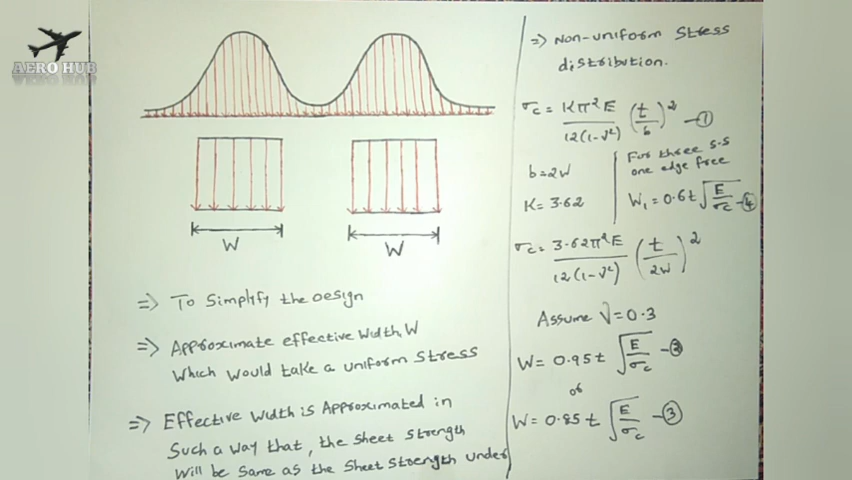 AERO HUB
W
W
=> To Simplify the Design
=> Approximate effective width, W
which would take a uniform stress
=> Effective width is Approximated in
Such a way that, the sheet strength
will be same as the sheet strength under
=> Non-uniform stress
distribution.
σc = Kπ²E / 12(1-ν²) (t/b)² -①
b = 2W
K = 3.62
For three S.S
one edge free
W₁ = 0.6t √(E/σc) -④
σc = 3.62π²E / 12(1-ν²) (t/2W)²
Assume ν = 0.3
W = 0.95t √(E/σc) -②
or
W = 0.85t √(E/σc) -③